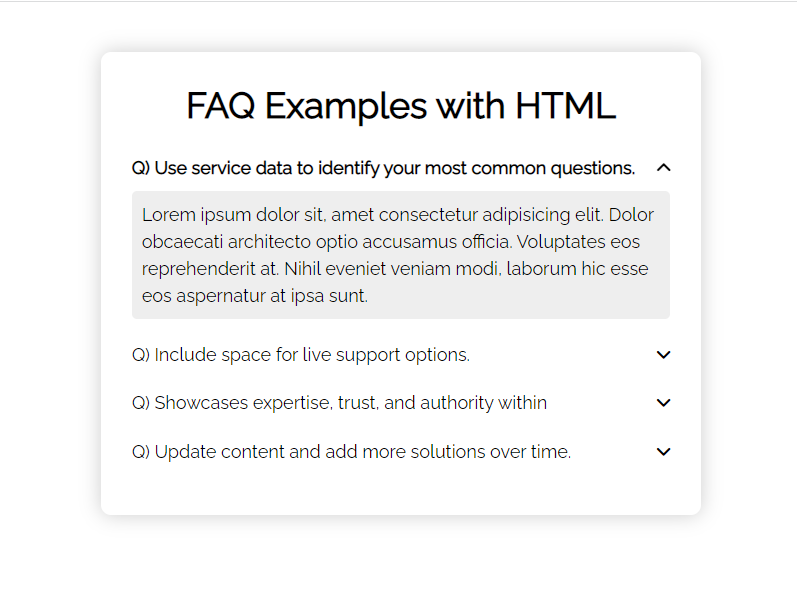 FAQ Examples with HTML
Q) Use service data to identify your most common questions.
Lorem ipsum dolor sit, amet consectetur adipisicing elit. Dolor
obcaecati architecto optio accusamus officia. Voluptates eos
reprehenderit at. Nihil eveniet veniam modi, laborum hic esse
eos aspernatur at ipsa sunt.
Q) Include space for live support options.
Q) Showcases expertise, trust, and authority within
Q) Update content and add more solutions over time.